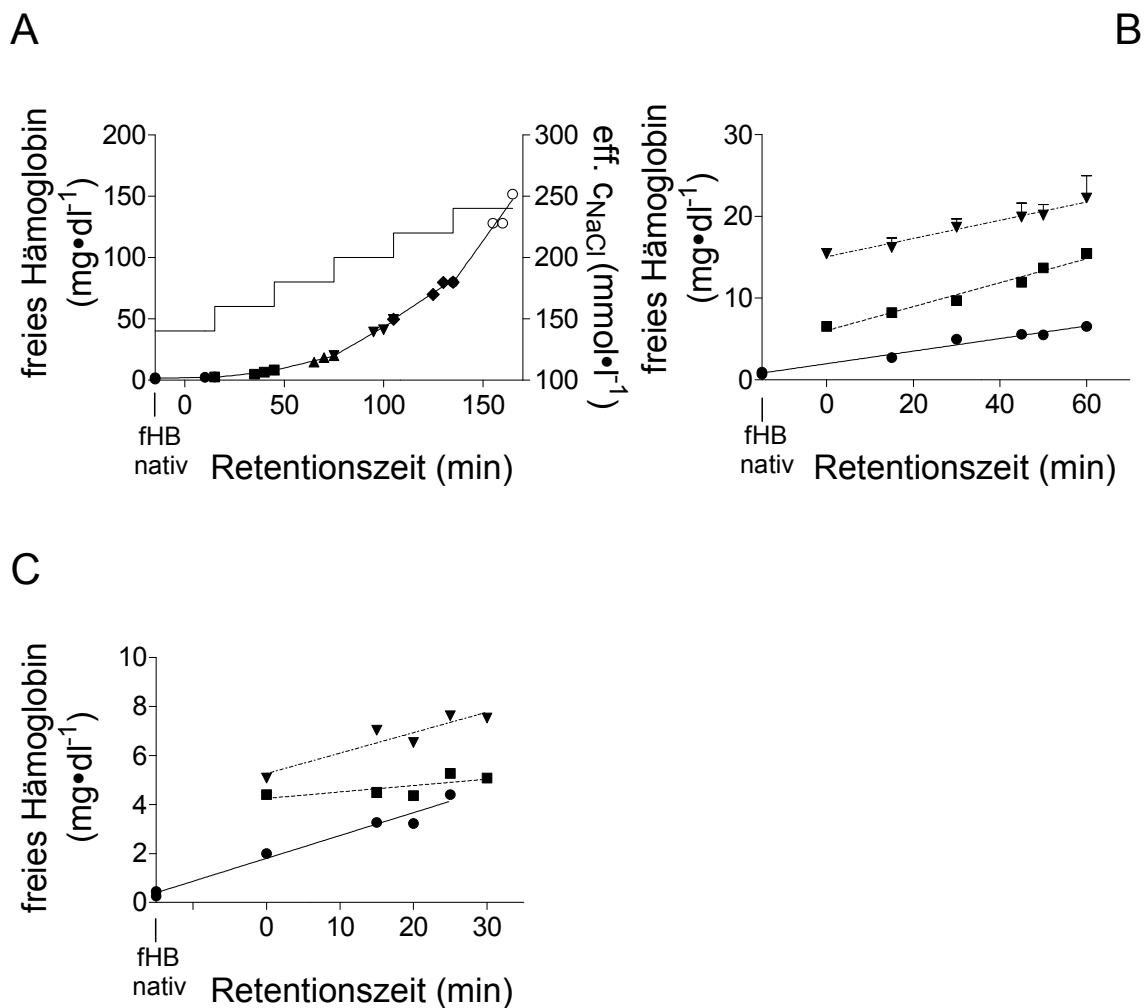 A
freies Hämoglobin
(mg•dl⁻¹)
200
150
100
50
0
300
250
200
150
100
eff. c_NaCl (mmol•l⁻¹)
0
50
100
150
fHB
nativ
Retentionszeit (min)
B
freies Hämoglobin
(mg•dl⁻¹)
30
20
10
0
0
20
40
60
fHB
nativ
Retentionszeit (min)
C
freies Hämoglobin
(mg•dl⁻¹)
10
8
6
4
2
0
0
10
20
30
fHB
nativ
Retentionszeit (min)